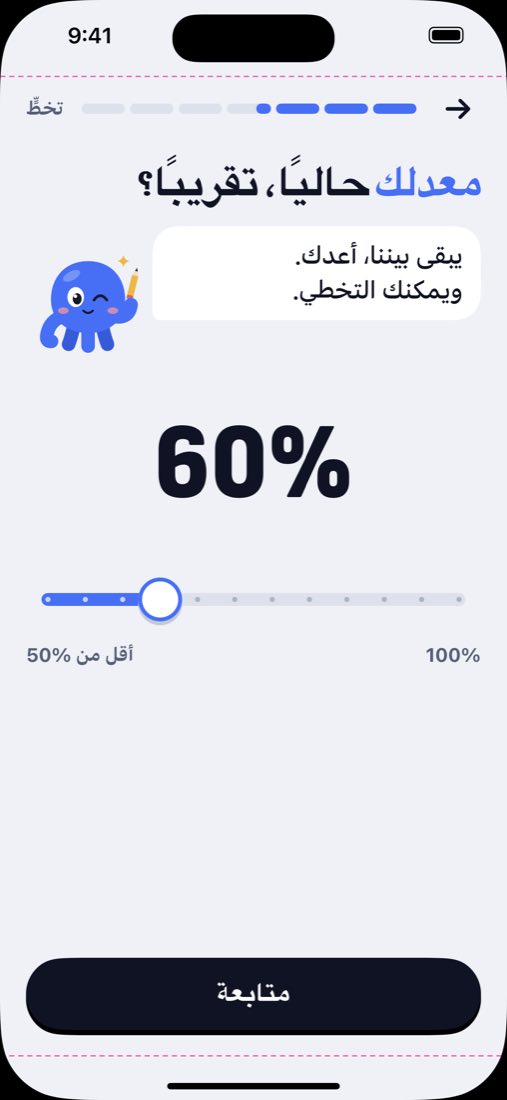 9:41
تخطٍّ
معدلك حاليًا، تقريبًا؟
يبقى بيننا، أعدك.
ويمكنك التخطي.
60%
100%
أقل من 50%
متابعة